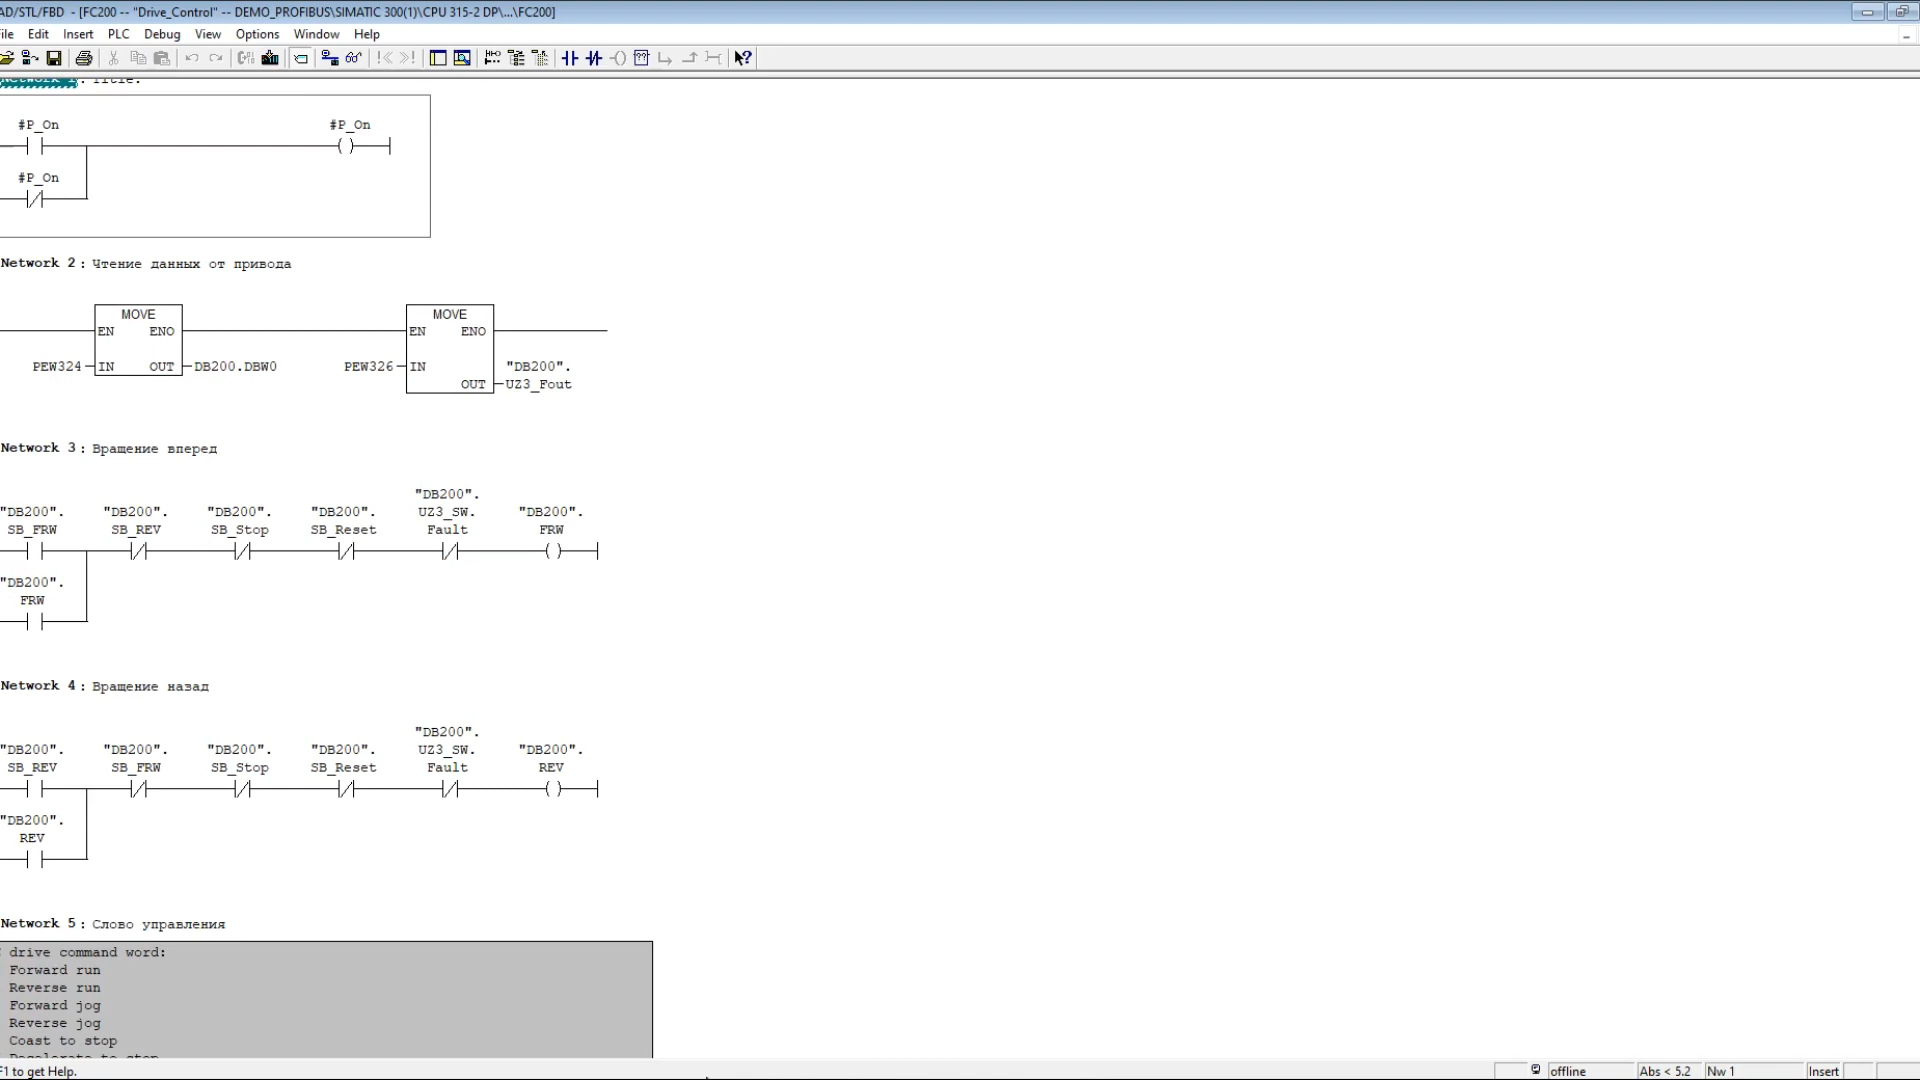 AD/STL/FBD - [FC200 -- "Drive_Control" -- DEMO_PROFIBUS\SIMATIC 300(1)\CPU 315-2 DP\...\FC200]
ile Edit Insert PLC Debug View Options Window Help
Network 1 : Title:
#P_On #P_On
#P_On
Network 2 : Чтение данных от привода
MOVE MOVE
EN ENO EN ENO
PEW324 IN OUT DB200.DBW0 PEW326 IN "DB200".
OUT UZ3_Fout
Network 3 : Вращение вперед
"DB200".
"DB200". "DB200". "DB200". "DB200". UZ3_SW. "DB200".
SB_FRW SB_REV SB_Stop SB_Reset Fault FRW
"DB200".
FRW
Network 4 : Вращение назад
"DB200".
"DB200". "DB200". "DB200". "DB200". UZ3_SW. "DB200".
SB_REV SB_FRW SB_Stop SB_Reset Fault REV
"DB200".
REV
Network 5 : Слово управления
drive command word:
Forward run
Reverse run
Forward jog
Reverse jog
Coast to stop
Decelerate to stop
F1 to get Help. offline Abs < 5.2 Nw 1 Insert